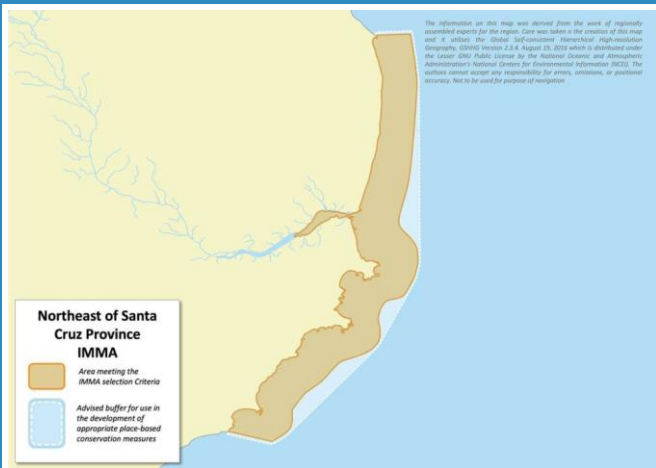 The information on this map was derived from the work of regionally
assembled experts for the region. Care was taken in the creation of this map
and it utilises the Global Self-consistent Hierarchical High-resolution
Geography, GSHHG Version 2.3.4. August 19, 2016 which is distributed under
the Lesser GNU Public License by the National Oceanic and Atmospheric
Administration's National Centers for Environmental Information (NCEI). The
authors cannot accept any responsibility for errors, omissions, or positional
accuracy. Not to be used for purpose of navigation
Northeast of Santa
Cruz Province
IMMA
Area meeting the
IMMA selection Criteria
Advised buffer for use in
the development of
appropriate place-based
conservation measures